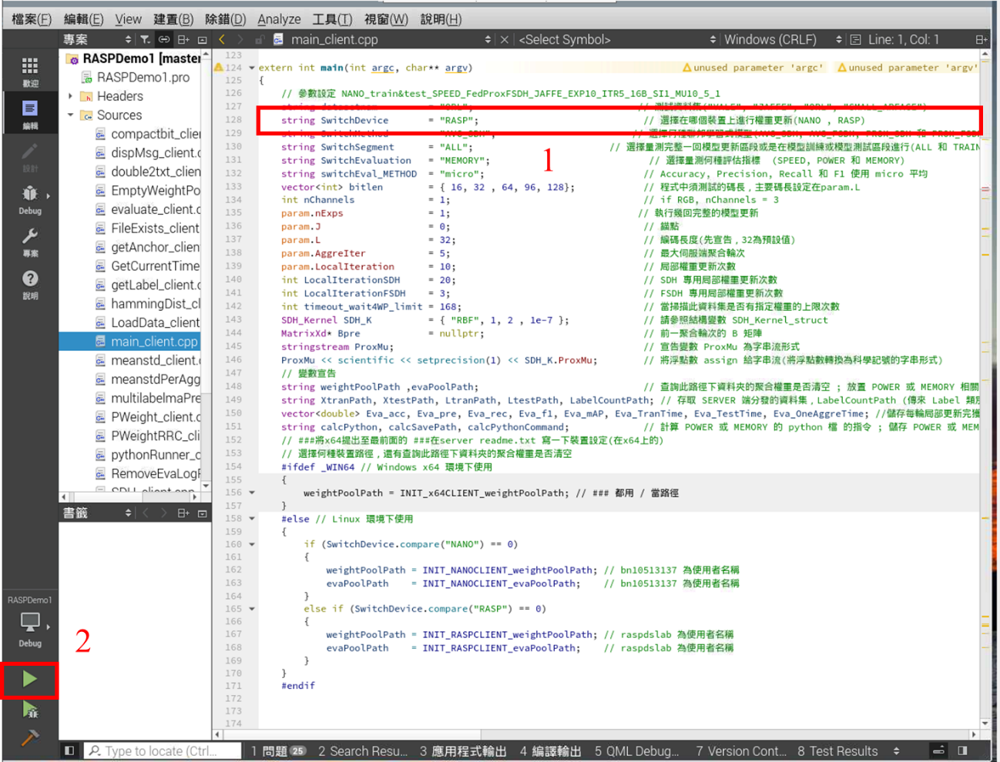 檔案(F) 編輯(E) View 建置(B) 除錯(D) Analyze 工具(T) 視窗(W) 說明(H)
專案 main_client.cpp <Select Symbol> Windows (CRLF) Line: 1, Col: 1
歡迎
編輯
設計
Debug
專案
說明
RASPDemo1 [master
RASPDemo1.pro
Headers
Sources
compactbit_clier
dispMsg_client.c
double2txt_clien
EmptyWeightPo
evaluate_client.c
FileExists_client
getAnchor_clien
GetCurrentTime
getLabel_client.c
hammingDist_cl
LoadData_client
main_client.cpp
meanstd_client.c
meanstdPerAgg
multilabelmaPre
PWeight_client.c
PWeightRRC_cli
pythonRunner_c
RemoveEvaLogF
SDH_client.cpp
書籤
123
124 extern int main(int argc, char** argv) unused parameter 'argc' unused parameter 'argv'
125 {
126 // 參數設定 NANO_train&test_SPEED_FedProxFSDH_JAFFE_EXP10_ITR5_16B_SI1_MU10_5_1
127
128 string SwitchDevice = "RASP"; // 選擇在哪個裝置上進行權重更新(NANO , RASP)
129
130 string SwitchSegment = "ALL"; // 選擇量測完整一回模型更新區段或是在模型訓練或模型測試區段進行(ALL 和 TRAIN
131 string SwitchEvaluation = "MEMORY"; // 選擇量測何種評估指標 (SPEED, POWER 和 MEMORY)
132 string switchEval_METHOD = "micro"; // Accuracy, Precision, Recall 和 F1 使用 micro 平均
133 vector<int> bitlen = { 16, 32 , 64, 96, 128}; // 程式中須測試的碼長，主要碼長設定在param.L
134 int nChannels = 1; // if RGB, nChannels = 3
135 param.nExps = 1; // 執行幾回完整的模型更新
136 param.J = 0; // 錨點
137 param.L = 32; // 編碼長度(先宣告，32為預設值)
138 param.AggreIter = 5; // 最大伺服端聚合輪次
139 param.LocalIteration = 10; // 局部權重更新次數
140 int LocalIterationSDH = 20; // SDH 專用局部權重更新次數
141 int LocalIterationFSDH = 3; // FSDH 專用局部權重更新次數
142 int timeout_wait4WP_limit = 168; // 當掃描此資料集是否有指定權重的上限次數
143 SDH_Kernel SDH_K = { "RBF", 1, 2 , 1e-7 }; // 請參照結構變數 SDH_Kernel_struct
144 MatrixXd* Bpre = nullptr; // 前一聚合輪次的 B 矩陣
145 stringstream ProxMu; // 宣告變數 ProxMu 為字串流形式
146 ProxMu << scientific << setprecision(1) << SDH_K.ProxMu; // 將浮點數 assign 給字串流(將浮點數轉換為科學記號的字串形式)
147 // 變數宣告
148 string weightPoolPath ,evaPoolPath; // 查詢此路徑下資料夾的聚合權重是否清空 ; 放置 POWER 或 MEMORY 相關
149 string XtranPath, XtestPath, LtranPath, LtestPath, LabelCountPath; // 存取 SERVER 端分發的資料集，LabelCountPath (傳來 Label 類別
150 vector<double> Eva_acc, Eva_pre, Eva_rec, Eva_f1, Eva_mAP, Eva_TranTime, Eva_TestTime, Eva_OneAggreTime; //儲存每輪局部更新完獲
151 string calcPython, calcSavePath, calcPythonCommand; // 計算 POWER 或 MEMORY 的 python 檔 的指令 ; 儲存 POWER 或 MEM
152 // ###將x64提出至最前面的 ###在server readme.txt 寫一下裝置設定(在x64上的)
153 // 選擇何種裝置路徑，還有查詢此路徑下資料夾的聚合權重是否清空
154 #ifdef _WIN64 // Windows x64 環境下使用
155 {
156 weightPoolPath = INIT_x64CLIENT_weightPoolPath; // ### 都用 / 當路徑
157 }
158 #else // Linux 環境下使用
159 {
160 if (SwitchDevice.compare("NANO") == 0)
161 {
162 weightPoolPath = INIT_NANOCLIENT_weightPoolPath; // bn10513137 為使用者名稱
163 evaPoolPath = INIT_NANOCLIENT_evaPoolPath; // bn10513137 為使用者名稱
164 }
165 else if (SwitchDevice.compare("RASP") == 0)
166 {
167 weightPoolPath = INIT_RASPCLIENT_weightPoolPath; // raspdslab 為使用者名稱
168 evaPoolPath = INIT_RASPCLIENT_evaPoolPath; // raspdslab 為使用者名稱
169 }
170 }
171 #endif
172
173
174
1
2
RASPDemo1
Debug
Type to locate (Ctrl... 1 問題 25 2 Search Resu... 3 應用程式輸出 4 編譯輸出 5 QML Debug... 7 Version Cont... 8 Test Results